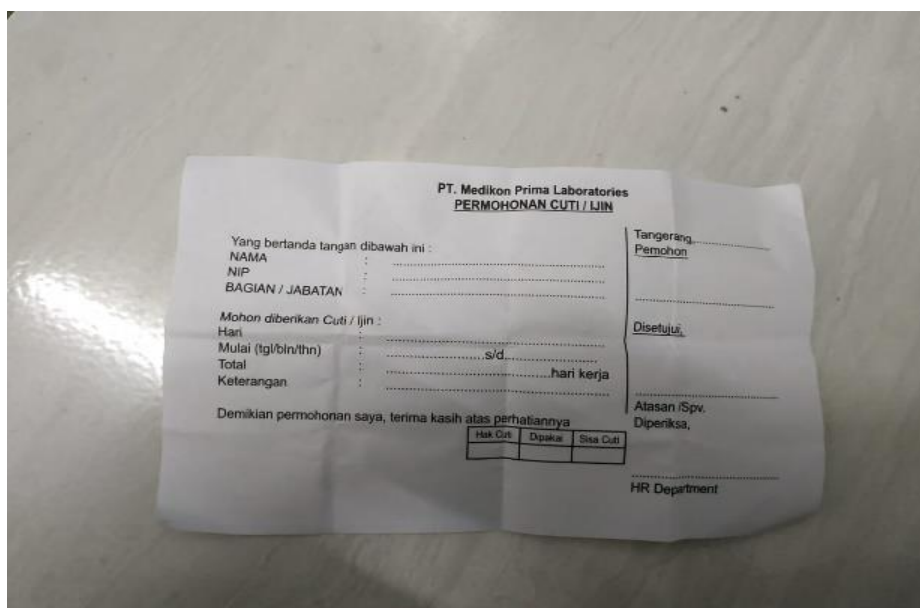 PT. Medikon Prima Laboratories
PERMOHONAN CUTI / IJIN
Yang bertanda tangan dibawah ini :
NAMA : ........................................
NIP : ........................................
BAGIAN / JABATAN : ........................................
Mohon diberikan Cuti / Ijin :
Hari : ........................................
Mulai (tgl/bln/thn) : ....................s/d....................
Total : ........................................hari kerja
Keterangan : ........................................
Demikian permohonan saya, terima kasih atas perhatiannya
Hak Cuti Dipakai Sisa Cuti
Tangerang,....................
Pemohon
........................................
Disetujui,
........................................
Atasan /Spv.
Diperiksa,
........................................
HR Department